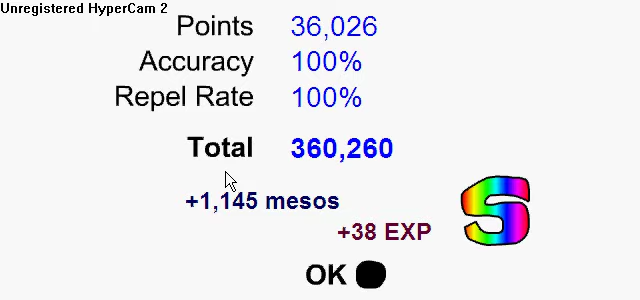 Unregistered HyperCam 2
Points 36,026
Accuracy 100%
Repel Rate 100%
Total 360,260
+1,145 mesos
S
+38 EXP
OK